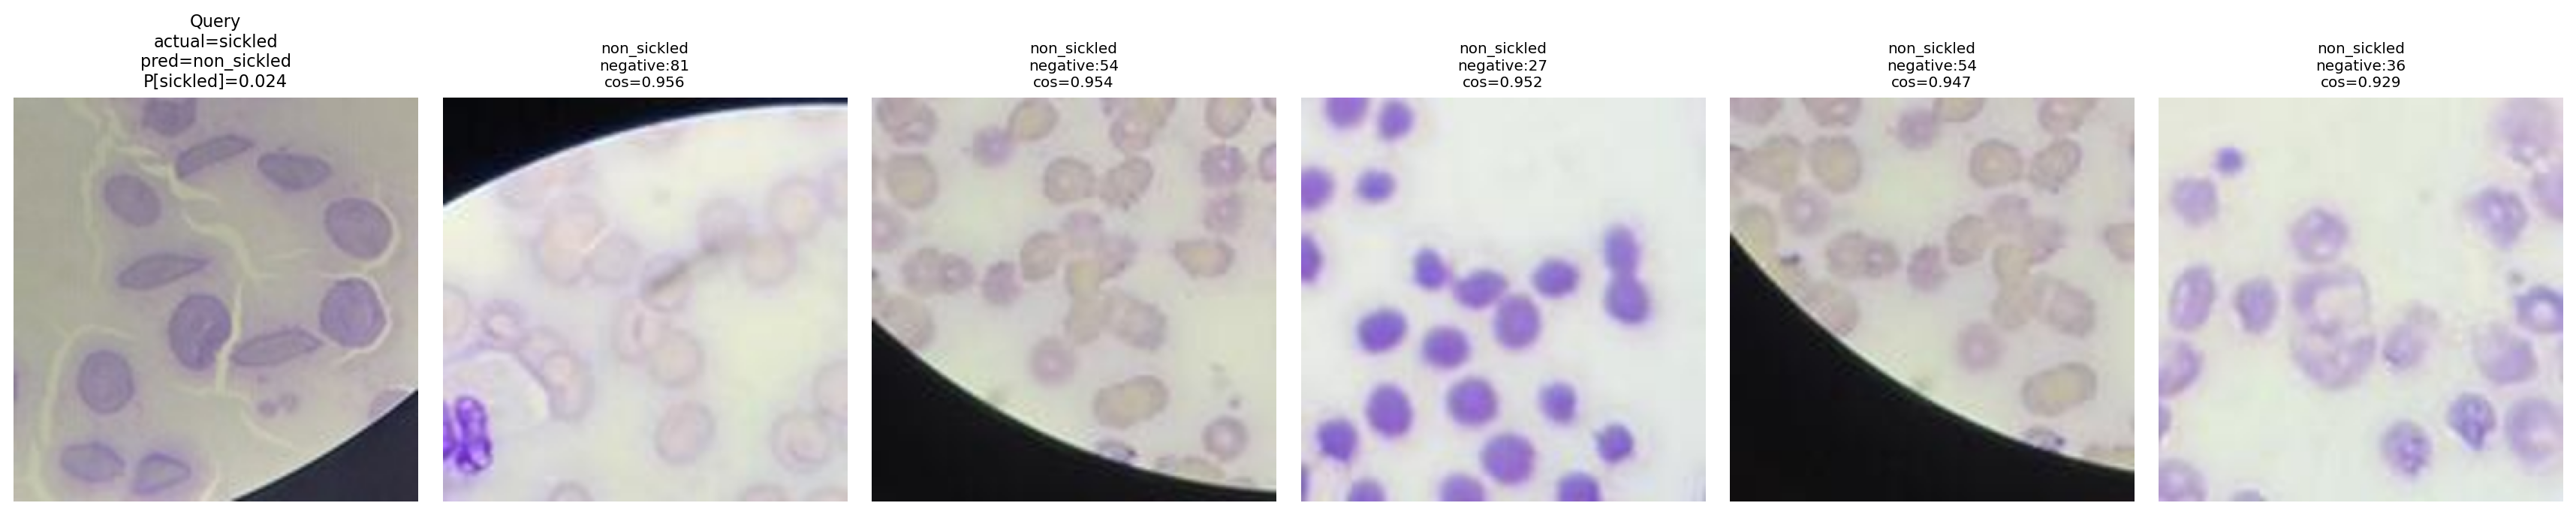 Query
actual=sickled
pred=non_sickled
P[sickled]=0.024
non_sickled
negative:81
cos=0.956
non_sickled
negative:54
cos=0.954
non_sickled
negative:27
cos=0.952
non_sickled
negative:54
cos=0.947
non_sickled
negative:36
cos=0.929